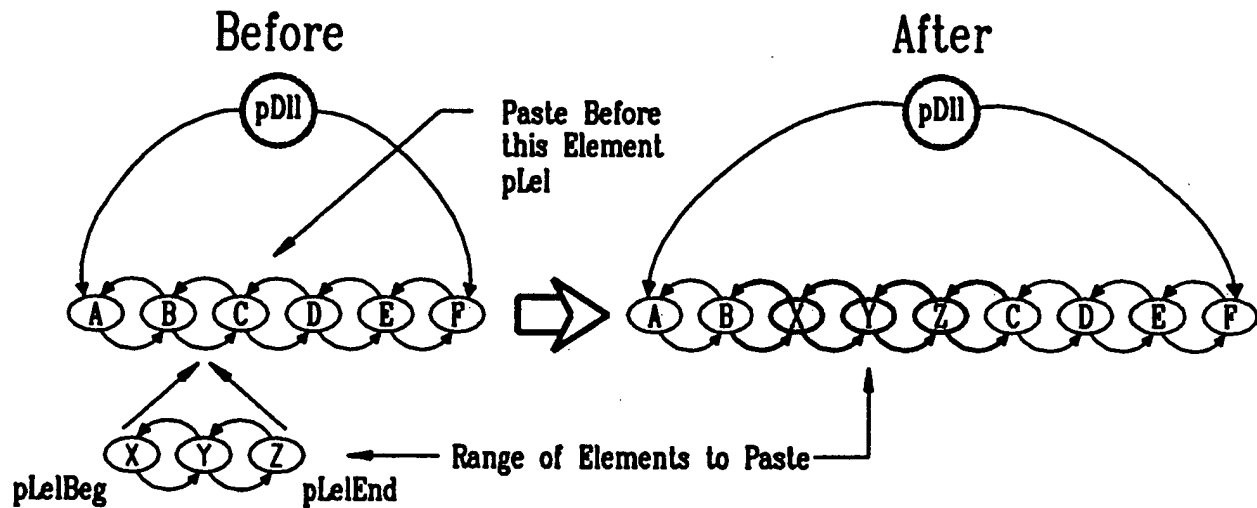 Before
After
pDll
pDll
Paste Before
this Element
pLel
A B C D E F
A B X Y Z C D E F
X Y Z
Range of Elements to Paste
pLelBeg
pLelEnd